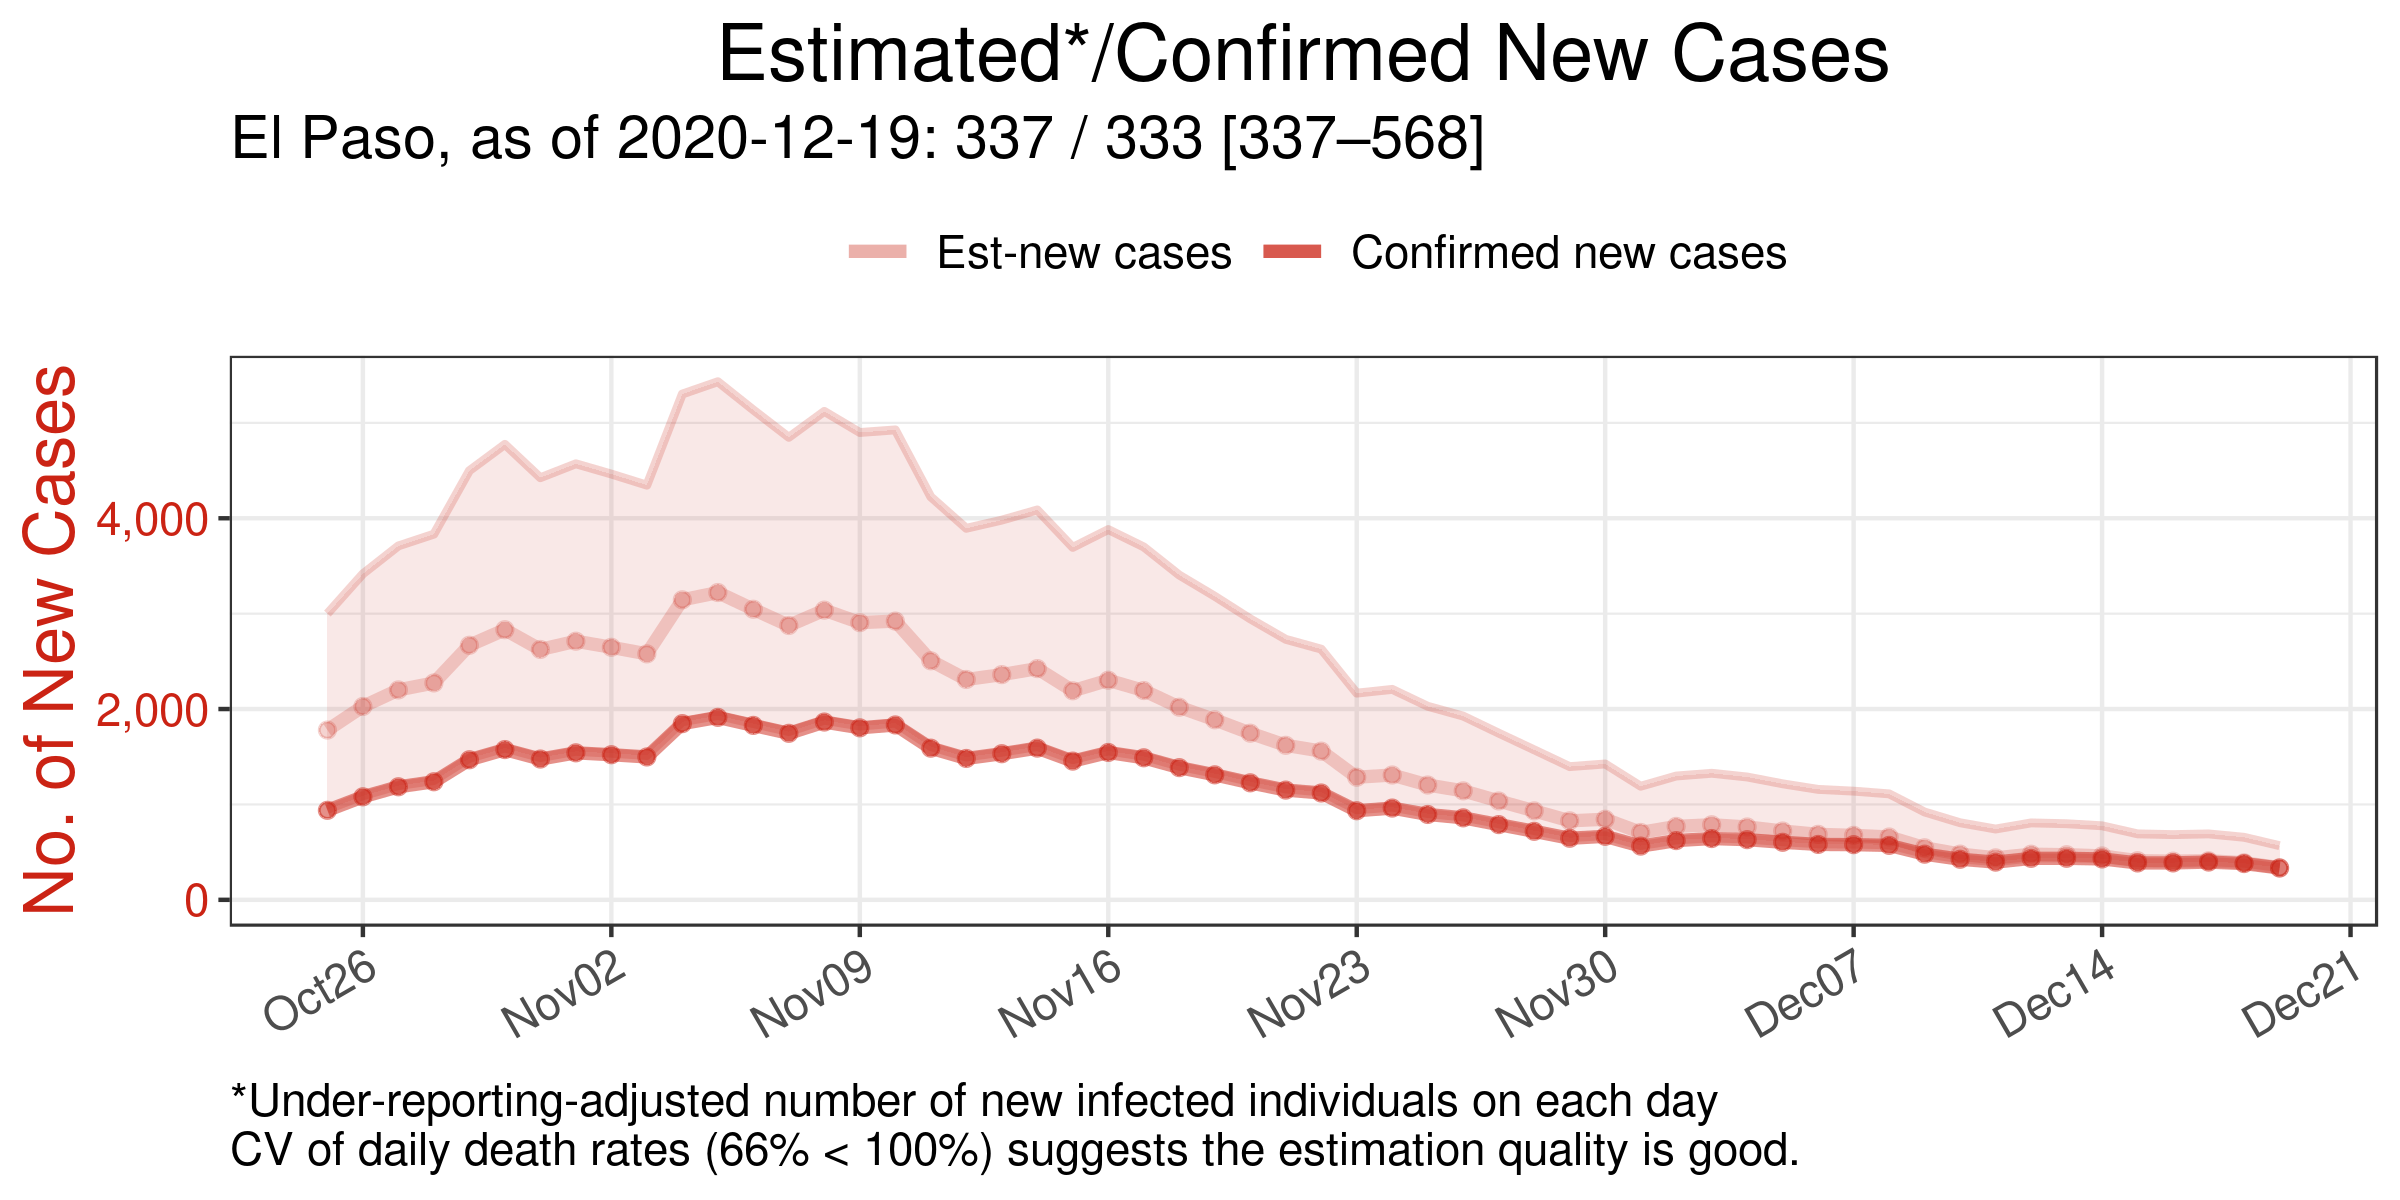 Estimated*/Confirmed New Cases
El Paso, as of 2020-12-19: 337 / 333 [337–568]
Est-new cases
Confirmed new cases
No. of New Cases
4,000
2,000
0
Oct26
Nov02
Nov09
Nov16
Nov23
Nov30
Dec07
Dec14
Dec21
*Under-reporting-adjusted number of new infected individuals on each day
CV of daily death rates (66% < 100%) suggests the estimation quality is good.